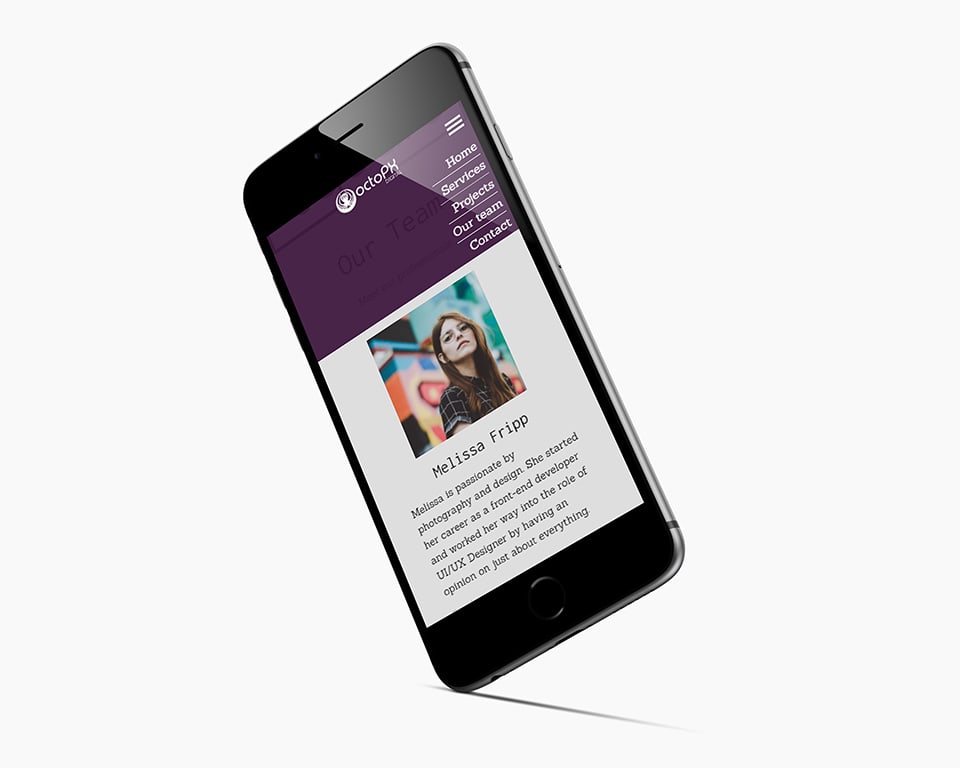 octoPX
DIGITAL
Home
Services
Projects
Our team
Contact
Our Team
Meet our professionals
Melissa Fripp
Melissa is passionate by
photography and design. She started
her career as a front-end developer
and worked her way into the role of
UI/UX Designer by having an
opinion on just about everything.